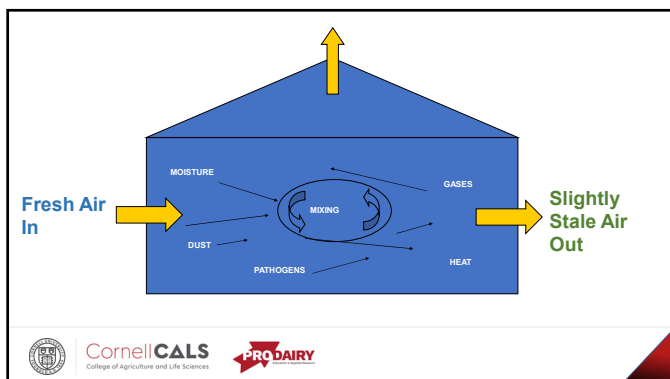 MOISTURE
GASES
Fresh Air
In
MIXING
Slightly
Stale Air
Out
DUST
PATHOGENS
HEAT
CornellCALS
College of Agriculture and Life Sciences
PRODAIRY